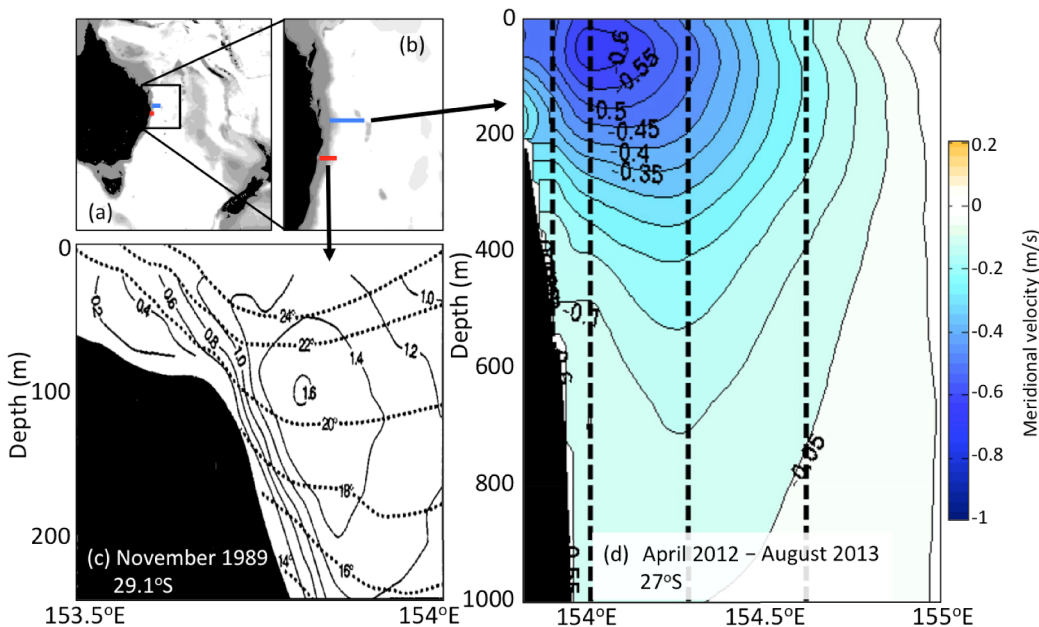 (a)
(b)
0
100
200
Depth (m)
0.2
0.4
0.6
0.8
1.0
24°
22°
20°
18°
16°
14°
1.0
1.2
1.4
1.6
(c) November 1989
29.1°S
153.5°E
154°E
0
200
400
600
800
1000
Depth (m)
-0.6
-0.55
0.5
-0.45
-0.4
-0.35
-0.1
-0.05
(d) April 2012 – August 2013
27°S
154°E
154.5°E
155°E
0.2
0
-0.2
-0.4
-0.6
-0.8
-1
Meridional velocity (m/s)